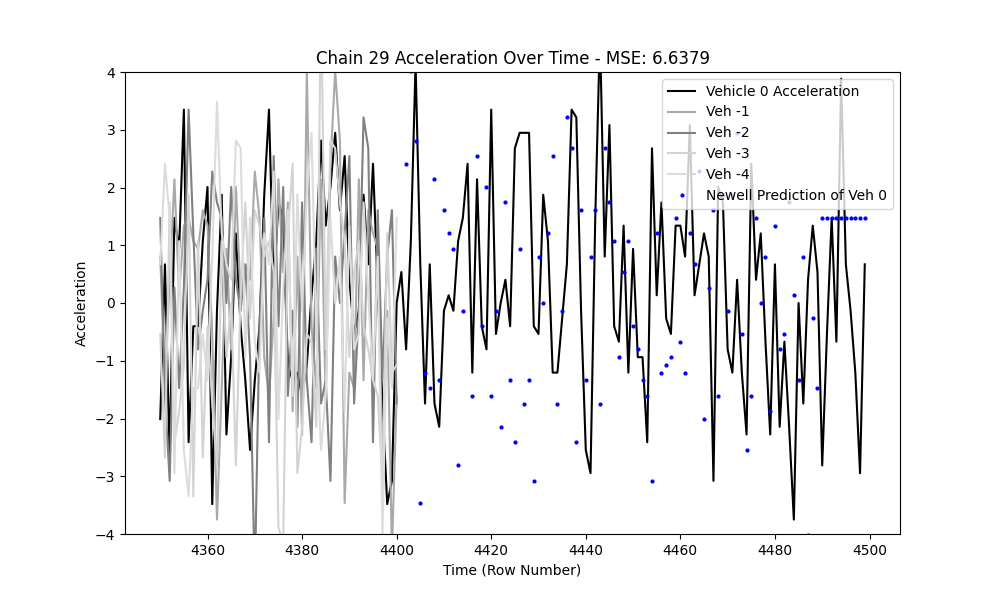 Chain 29 Acceleration Over Time - MSE: 6.6379
Acceleration
4
3
2
1
0
−1
−2
−3
−4
Vehicle 0 Acceleration
Veh -1
Veh -2
Veh -3
Veh -4
Newell Prediction of Veh 0
4360 4380 4400 4420 4440 4460 4480 4500
Time (Row Number)